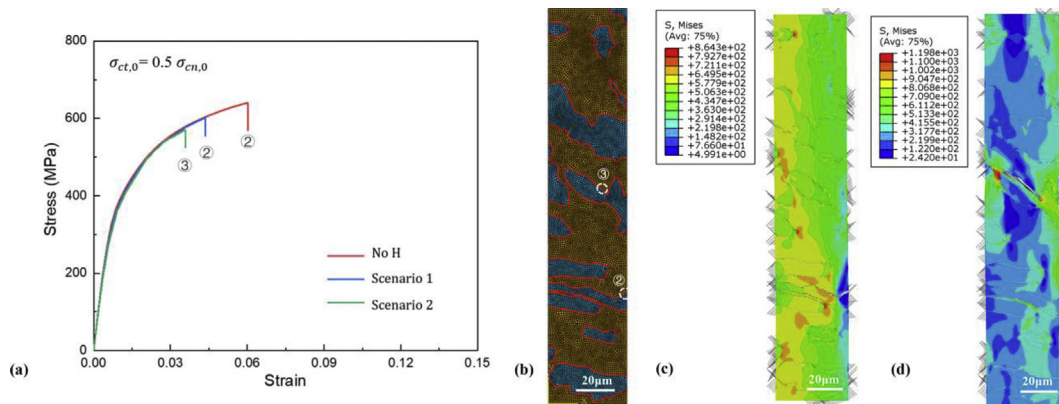 800
600
400
200
0
Stress (MPa)
σct,0= 0.5 σcn,0
③
②
②
No H
Scenario 1
Scenario 2
0.00
0.03
0.06
0.09
0.12
0.15
Strain
(a)
③
②
20μm
(b)
S, Mises
(Avg: 75%)
+8.643e+02
+7.927e+02
+7.211e+02
+6.495e+02
+5.779e+02
+5.063e+02
+4.347e+02
+3.630e+02
+2.914e+02
+2.198e+02
+1.482e+02
+7.660e+01
+4.991e+00
20μm
(c)
S, Mises
(Avg: 75%)
+1.198e+03
+1.100e+03
+1.002e+03
+9.047e+02
+8.068e+02
+7.090e+02
+6.112e+02
+5.133e+02
+4.155e+02
+3.177e+02
+2.199e+02
+1.220e+02
+2.420e+01
20μm
(d)